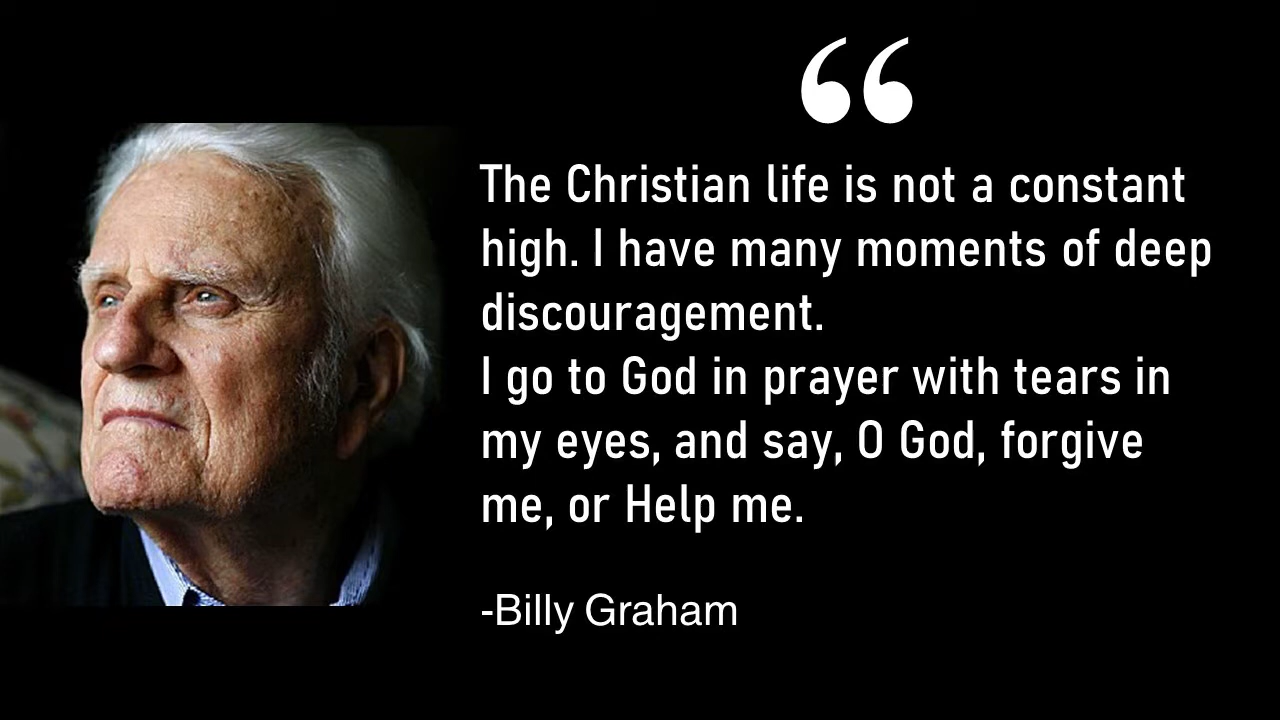 “
The Christian life is not a constant
high. I have many moments of deep
discouragement.
I go to God in prayer with tears in
my eyes, and say, O God, forgive
me, or Help me.
-Billy Graham